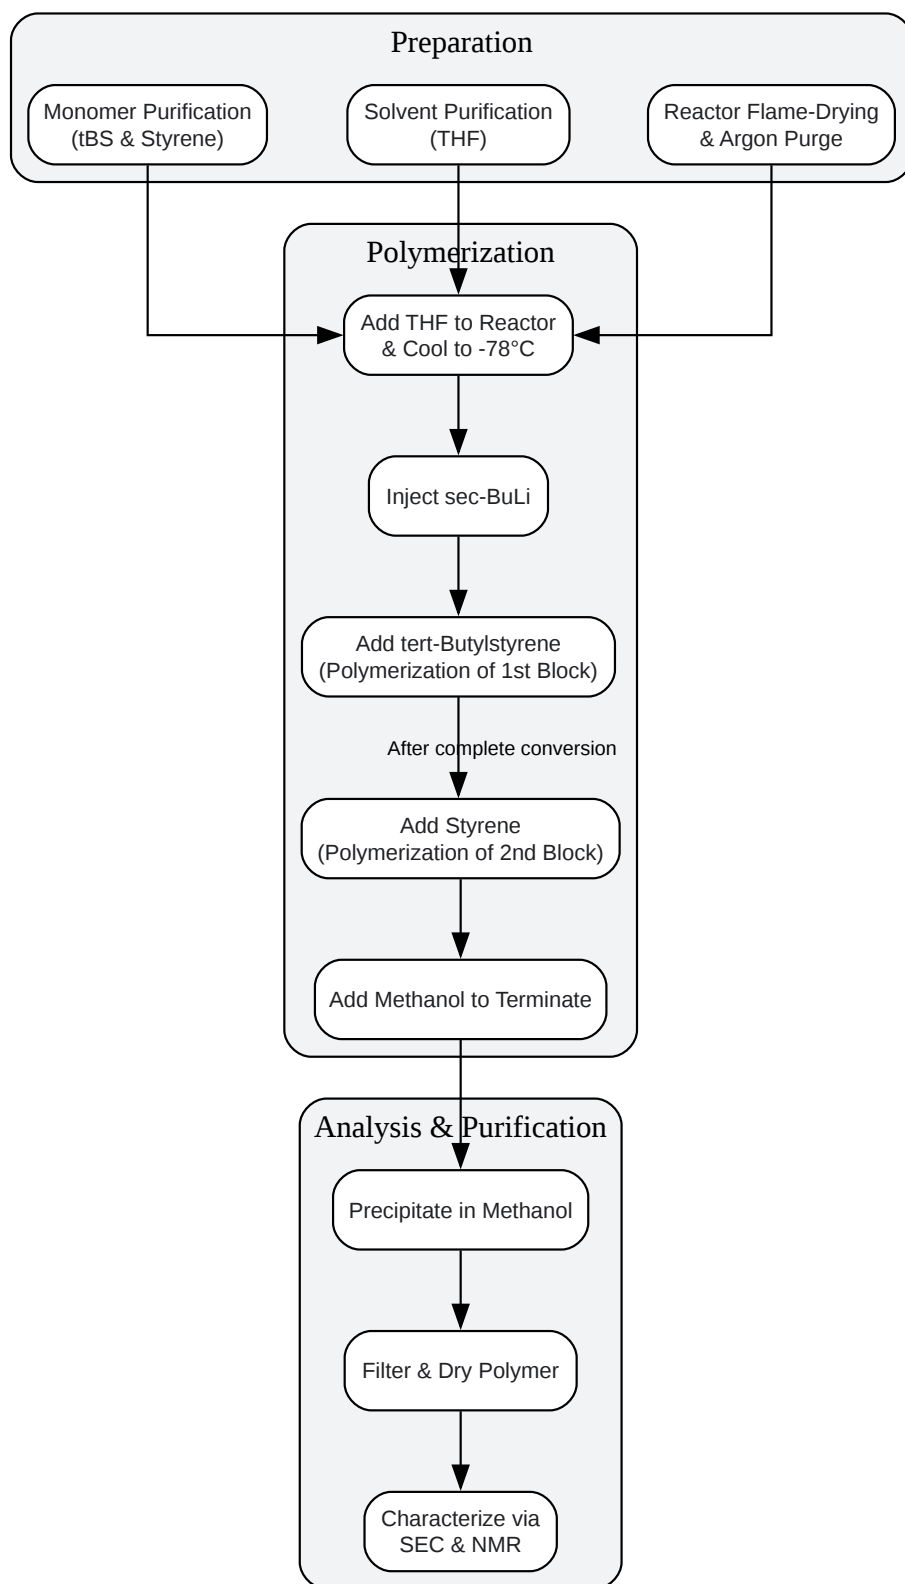 Preparation
Monomer Purification
(tBS & Styrene)
Solvent Purification
(THF)
Reactor Flame-Drying
& Argon Purge
Polymerization
Add THF to Reactor
& Cool to -78°C
Inject sec-BuLi
Add tert-Butylstyrene
(Polymerization of 1st Block)
After complete conversion
Add Styrene
(Polymerization of 2nd Block)
Add Methanol to Terminate
Analysis & Purification
Precipitate in Methanol
Filter & Dry Polymer
Characterize via
SEC & NMR